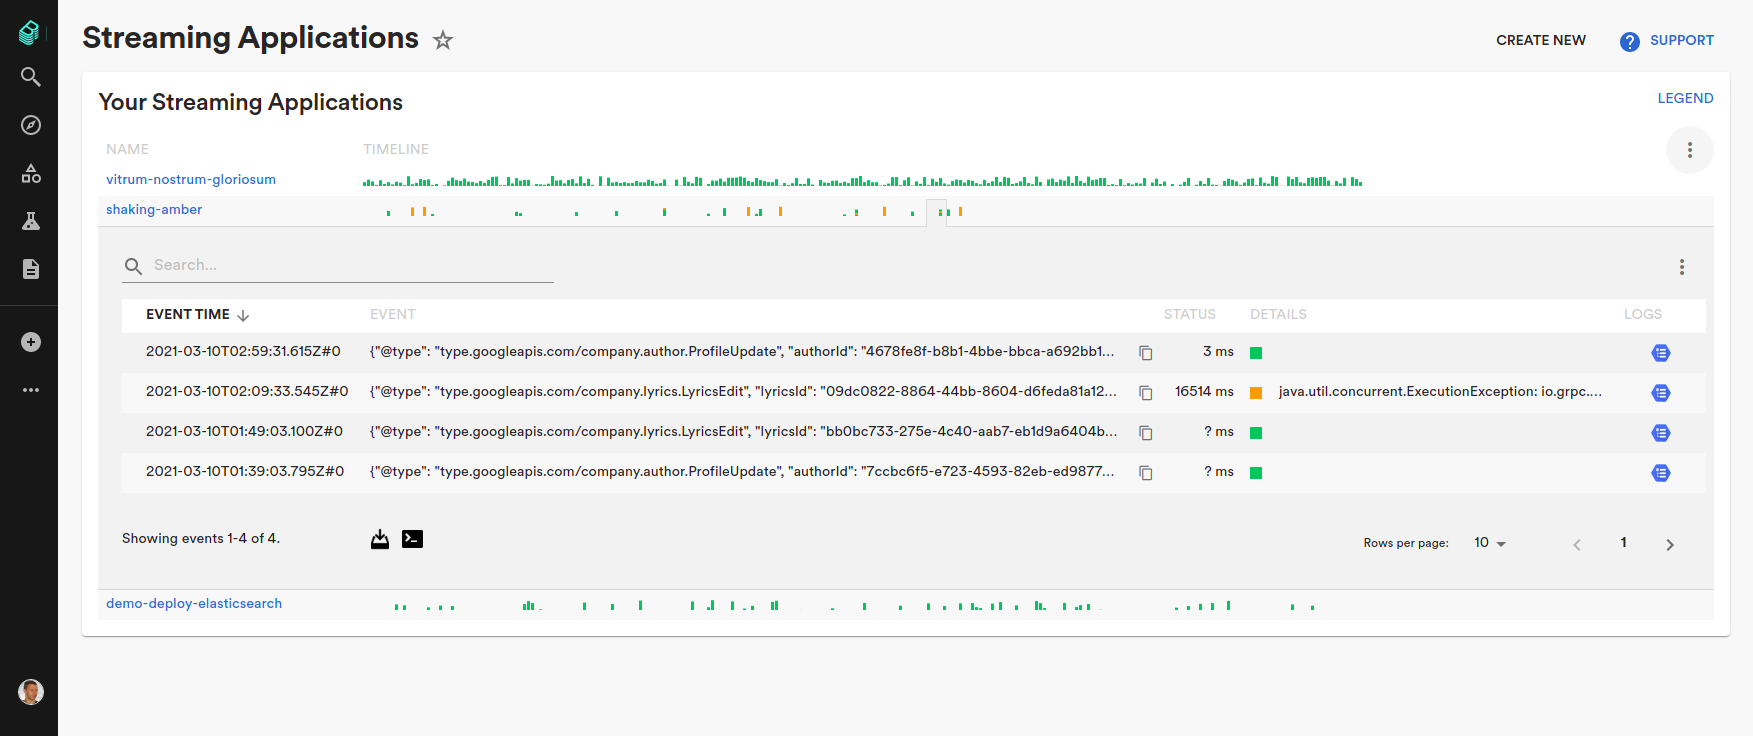 Streaming Applications
CREATE NEW
? SUPPORT
Your Streaming Applications
LEGEND
NAME TIMELINE
vitrum-nostrum-gloriosum
shaking-amber
Search...
EVENT TIME EVENT STATUS DETAILS LOGS
2021-03-10T02:59:31.615Z#0 {"@type": "type.googleapis.com/company.author.ProfileUpdate", "authorId": "4678fe8f-b8b1-4bbe-bbca-a692bb1... 3 ms
2021-03-10T02:09:33.545Z#0 {"@type": "type.googleapis.com/company.lyrics.LyricsEdit", "lyricsId": "09dc0822-8864-44bb-8604-d6feda81a12... 16514 ms java.util.concurrent.ExecutionException: io.grpc....
2021-03-10T01:49:03.100Z#0 {"@type": "type.googleapis.com/company.lyrics.LyricsEdit", "lyricsId": "bb0bc733-275e-4c40-aab7-eb1d9a6404b... ? ms
2021-03-10T01:39:03.795Z#0 {"@type": "type.googleapis.com/company.author.ProfileUpdate", "authorId": "7ccbc6f5-e723-4593-82eb-ed9877... ? ms
Showing events 1-4 of 4.
Rows per page: 10 1
demo-deploy-elasticsearch